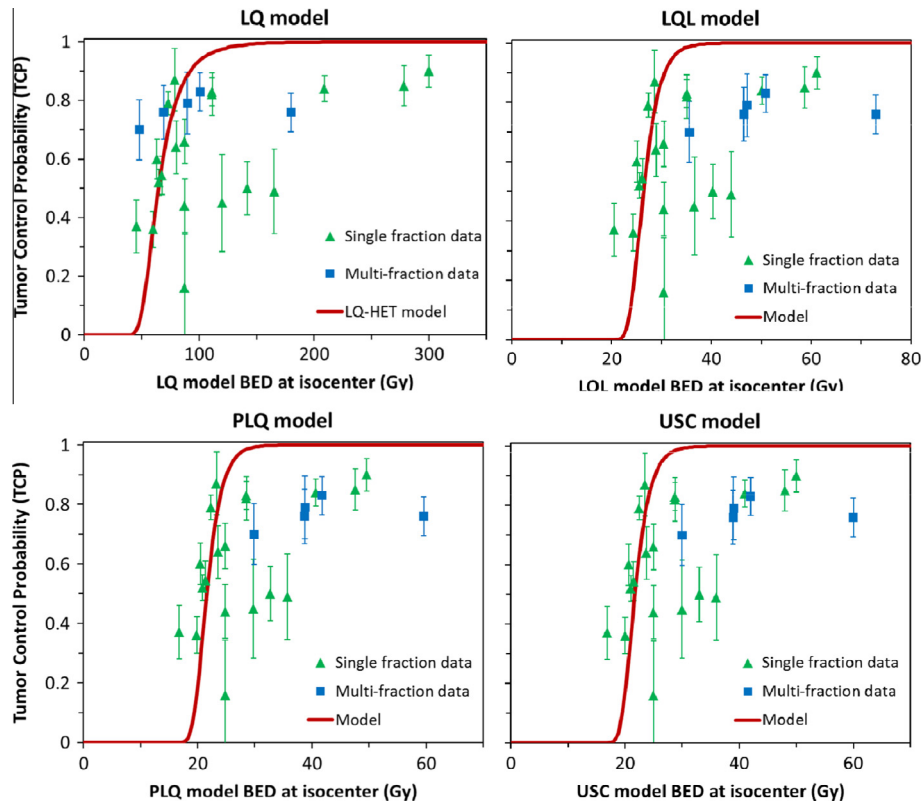 LQ model
Tumor Control Probability (TCP)
1
0.8
0.6
0.4
0.2
0
0
50
100
150
200
250
300
Single fraction data
Multi-fraction data
LQ-HET model
LQ model BED at isocenter (Gy)
LQL model
0
20
40
60
80
Single fraction data
Multi-fraction data
Model
LQL model BED at isocenter (Gy)
PLQ model
Tumor Control Probability (TCP)
1
0.8
0.6
0.4
0.2
0
0
20
40
60
Single fraction data
Multi-fraction data
Model
PLQ model BED at isocenter (Gy)
USC model
0
20
40
60
Single fraction data
Multi-fraction data
Model
USC model BED at isocenter (Gy)